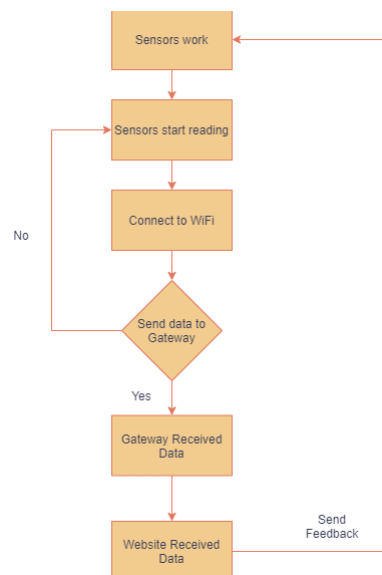 Sensors work
Sensors start reading
Connect to WiFi
No
Send data to
Gateway
Yes
Gateway Received
Data
Send
Feedback
Website Received
Data